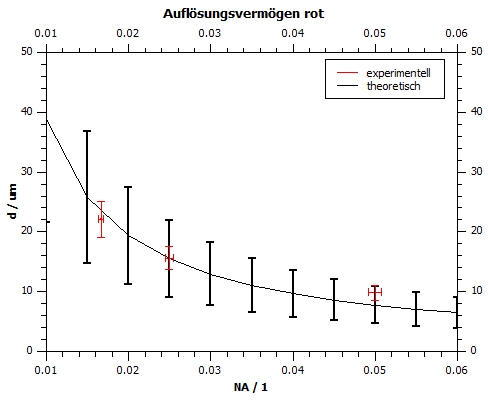 Auflösungsvermögen rot
0.01 0.02 0.03 0.04 0.05 0.06
50 50
experimentell
theoretisch
40 40
30 30
d / um
20 20
10 10
0 0
0.01 0.02 0.03 0.04 0.05 0.06
NA / 1